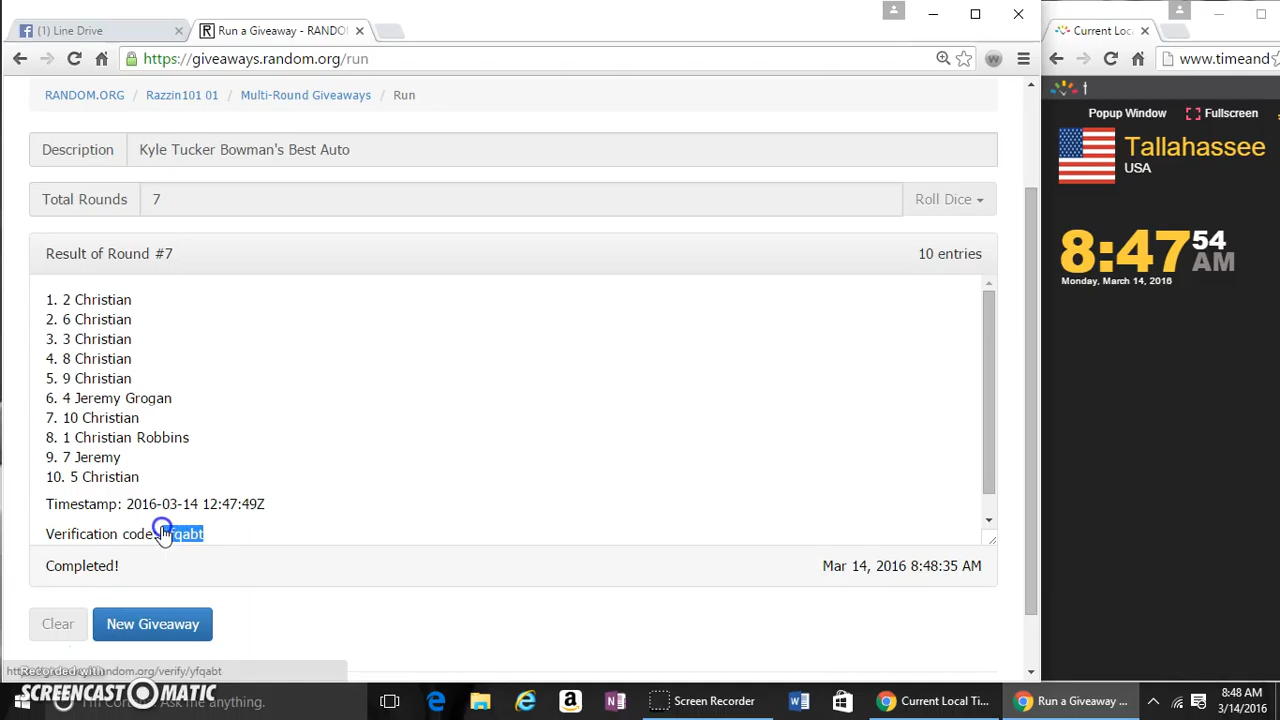 (1) Line Drive
Run a Giveaway - RANDO
Current Loc
https://giveaways.random.org/run
www.timeand
RANDOM.ORG / Razzin101 01 / Multi-Round Giveaways / Run
Popup Window Fullscreen
Description Kyle Tucker Bowman's Best Auto
Tallahassee
USA
Total Rounds 7 Roll Dice
Result of Round #7 10 entries
8:47 54 AM
Monday, March 14, 2016
1. 2 Christian
2. 6 Christian
3. 3 Christian
4. 8 Christian
5. 9 Christian
6. 4 Jeremy Grogan
7. 10 Christian
8. 1 Christian Robbins
9. 7 Jeremy
10. 5 Christian
Timestamp: 2016-03-14 12:47:49Z
Verification code: yfqabt
Completed! Mar 14, 2016 8:48:35 AM
Clear New Giveaway
random.org/verify/yfqabt
Recorded with
SCREENCAST MATIC
Ask me anything.
Screen Recorder
Current Local Ti...
Run a Giveaway ...
8:48 AM
3/14/2016